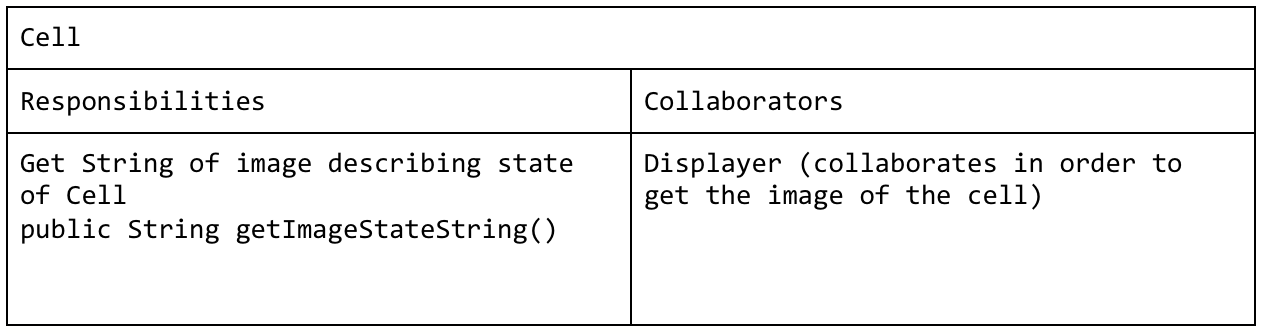 Cell
Responsibilities
Collaborators
Get String of image describing state
of Cell
public String getImageStateString()
Displayer (collaborates in order to
get the image of the cell)